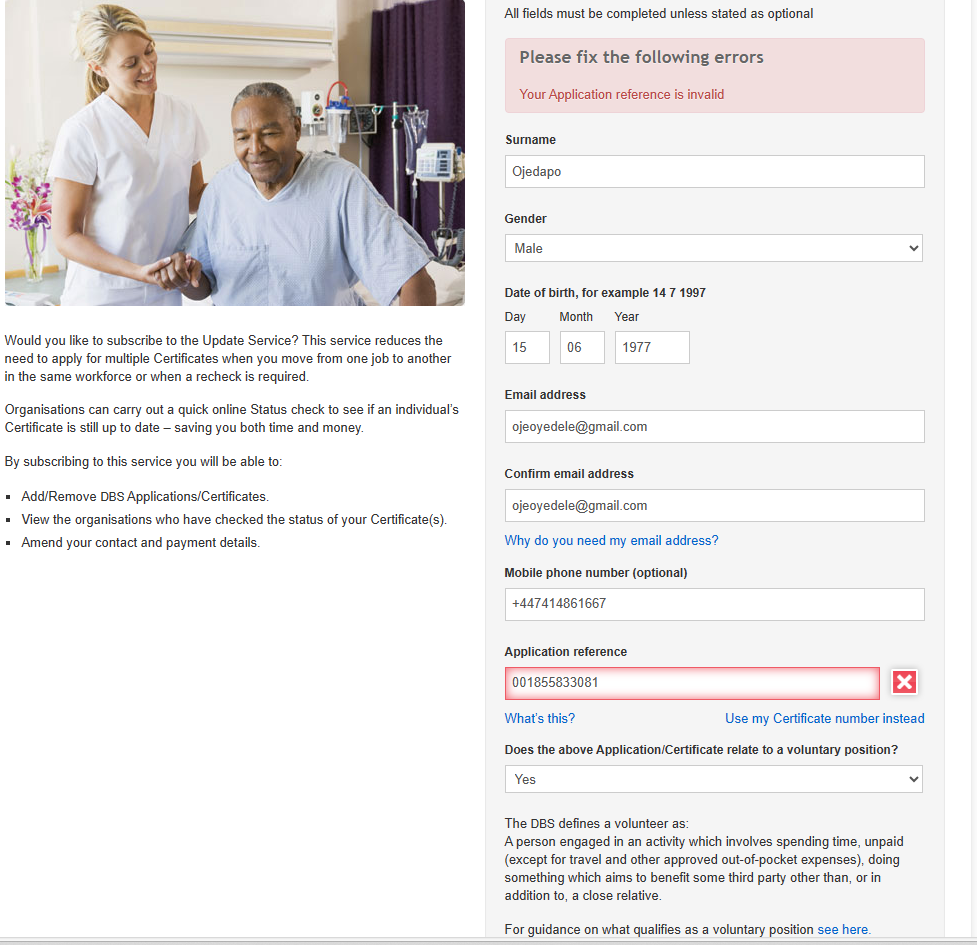 All fields must be completed unless stated as optional
Please fix the following errors
Your Application reference is invalid
Surname
Ojedapo
Gender
Male
Date of birth, for example 14 7 1997
Day Month Year
15 06 1977
Email address
ojeoyedele@gmail.com
Confirm email address
ojeoyedele@gmail.com
Why do you need my email address?
Mobile phone number (optional)
+447414861667
Application reference
001855833081
What's this? Use my Certificate number instead
Does the above Application/Certificate relate to a voluntary position?
Yes
The DBS defines a volunteer as:
A person engaged in an activity which involves spending time, unpaid
(except for travel and other approved out-of-pocket expenses), doing
something which aims to benefit some third party other than, or in
addition to, a close relative.
For guidance on what qualifies as a voluntary position see here.
Would you like to subscribe to the Update Service? This service reduces the
need to apply for multiple Certificates when you move from one job to another
in the same workforce or when a recheck is required.
Organisations can carry out a quick online Status check to see if an individual's
Certificate is still up to date – saving you both time and money.
By subscribing to this service you will be able to:
▪ Add/Remove DBS Applications/Certificates.
▪ View the organisations who have checked the status of your Certificate(s).
▪ Amend your contact and payment details.